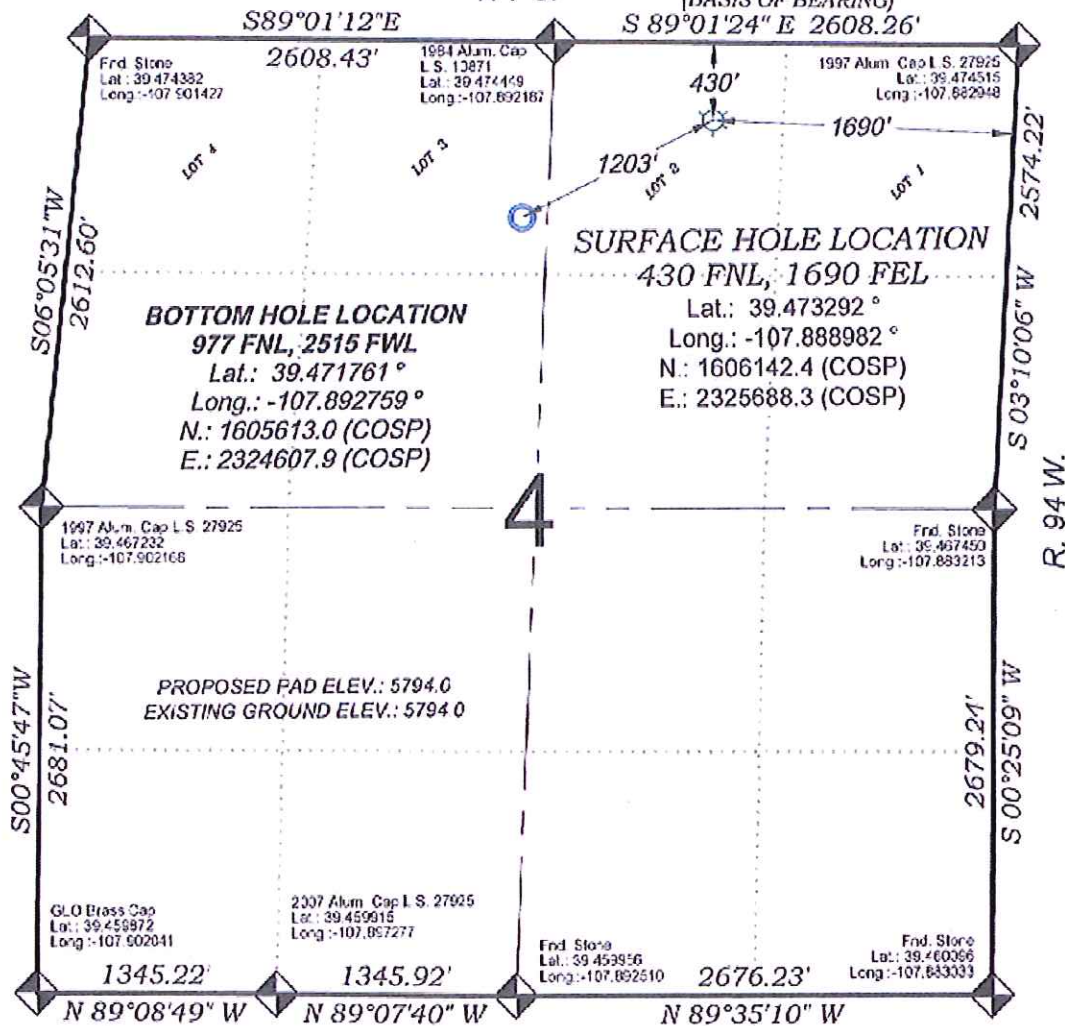 [BASIS OF BEARING]
S89°01'12"E
2608.43'
S 89°01'24" E 2608.26'
Fnd. Stone
Lat.: 39.474382
Long:-107.901427
1984 Alum. Cap
L.S. 13871
Lat.: 39.474449
Long:-107.892187
1997 Alum. Cap L.S. 27925
Lat.: 39.474515
Long:-107.882948
430'
1690'
1203'
LOT 4
LOT 3
LOT 2
LOT 1
2574.22'
S 03°10'06" W
S06°05'31"W
2612.60'
SURFACE HOLE LOCATION
430 FNL, 1690 FEL
Lat.: 39.473292 °
Long.: -107.888982 °
N.: 1606142.4 (COSP)
E.: 2325688.3 (COSP)
BOTTOM HOLE LOCATION
977 FNL, 2515 FWL
Lat.: 39.471761 °
Long.: -107.892759 °
N.: 1605613.0 (COSP)
E.: 2324607.9 (COSP)
4
R. 94 W.
1997 Alum. Cap L.S. 27925
Lat.: 39.467232
Long.:-107.902166
Fnd. Stone
Lat.: 39.467450
Long.:-107.883213
PROPOSED PAD ELEV.: 5794.0
EXISTING GROUND ELEV.: 5794.0
S00°45'47"W
2681.07'
2679.24'
S 00°25'09" W
GLO Brass Cap
Lat.: 39.459872
Long.:-107.902041
2007 Alum. Cap L.S. 27925
Lat.: 39.459915
Long.:-107.897277
Fnd. Stone
Lat.: 39.459956
Long.:-107.892510
Fnd. Stone
Lat.: 39.460096
Long.:-107.883033
1345.22'
1345.92'
2676.23'
N 89°08'49" W
N 89°07'40" W
N 89°35'10" W